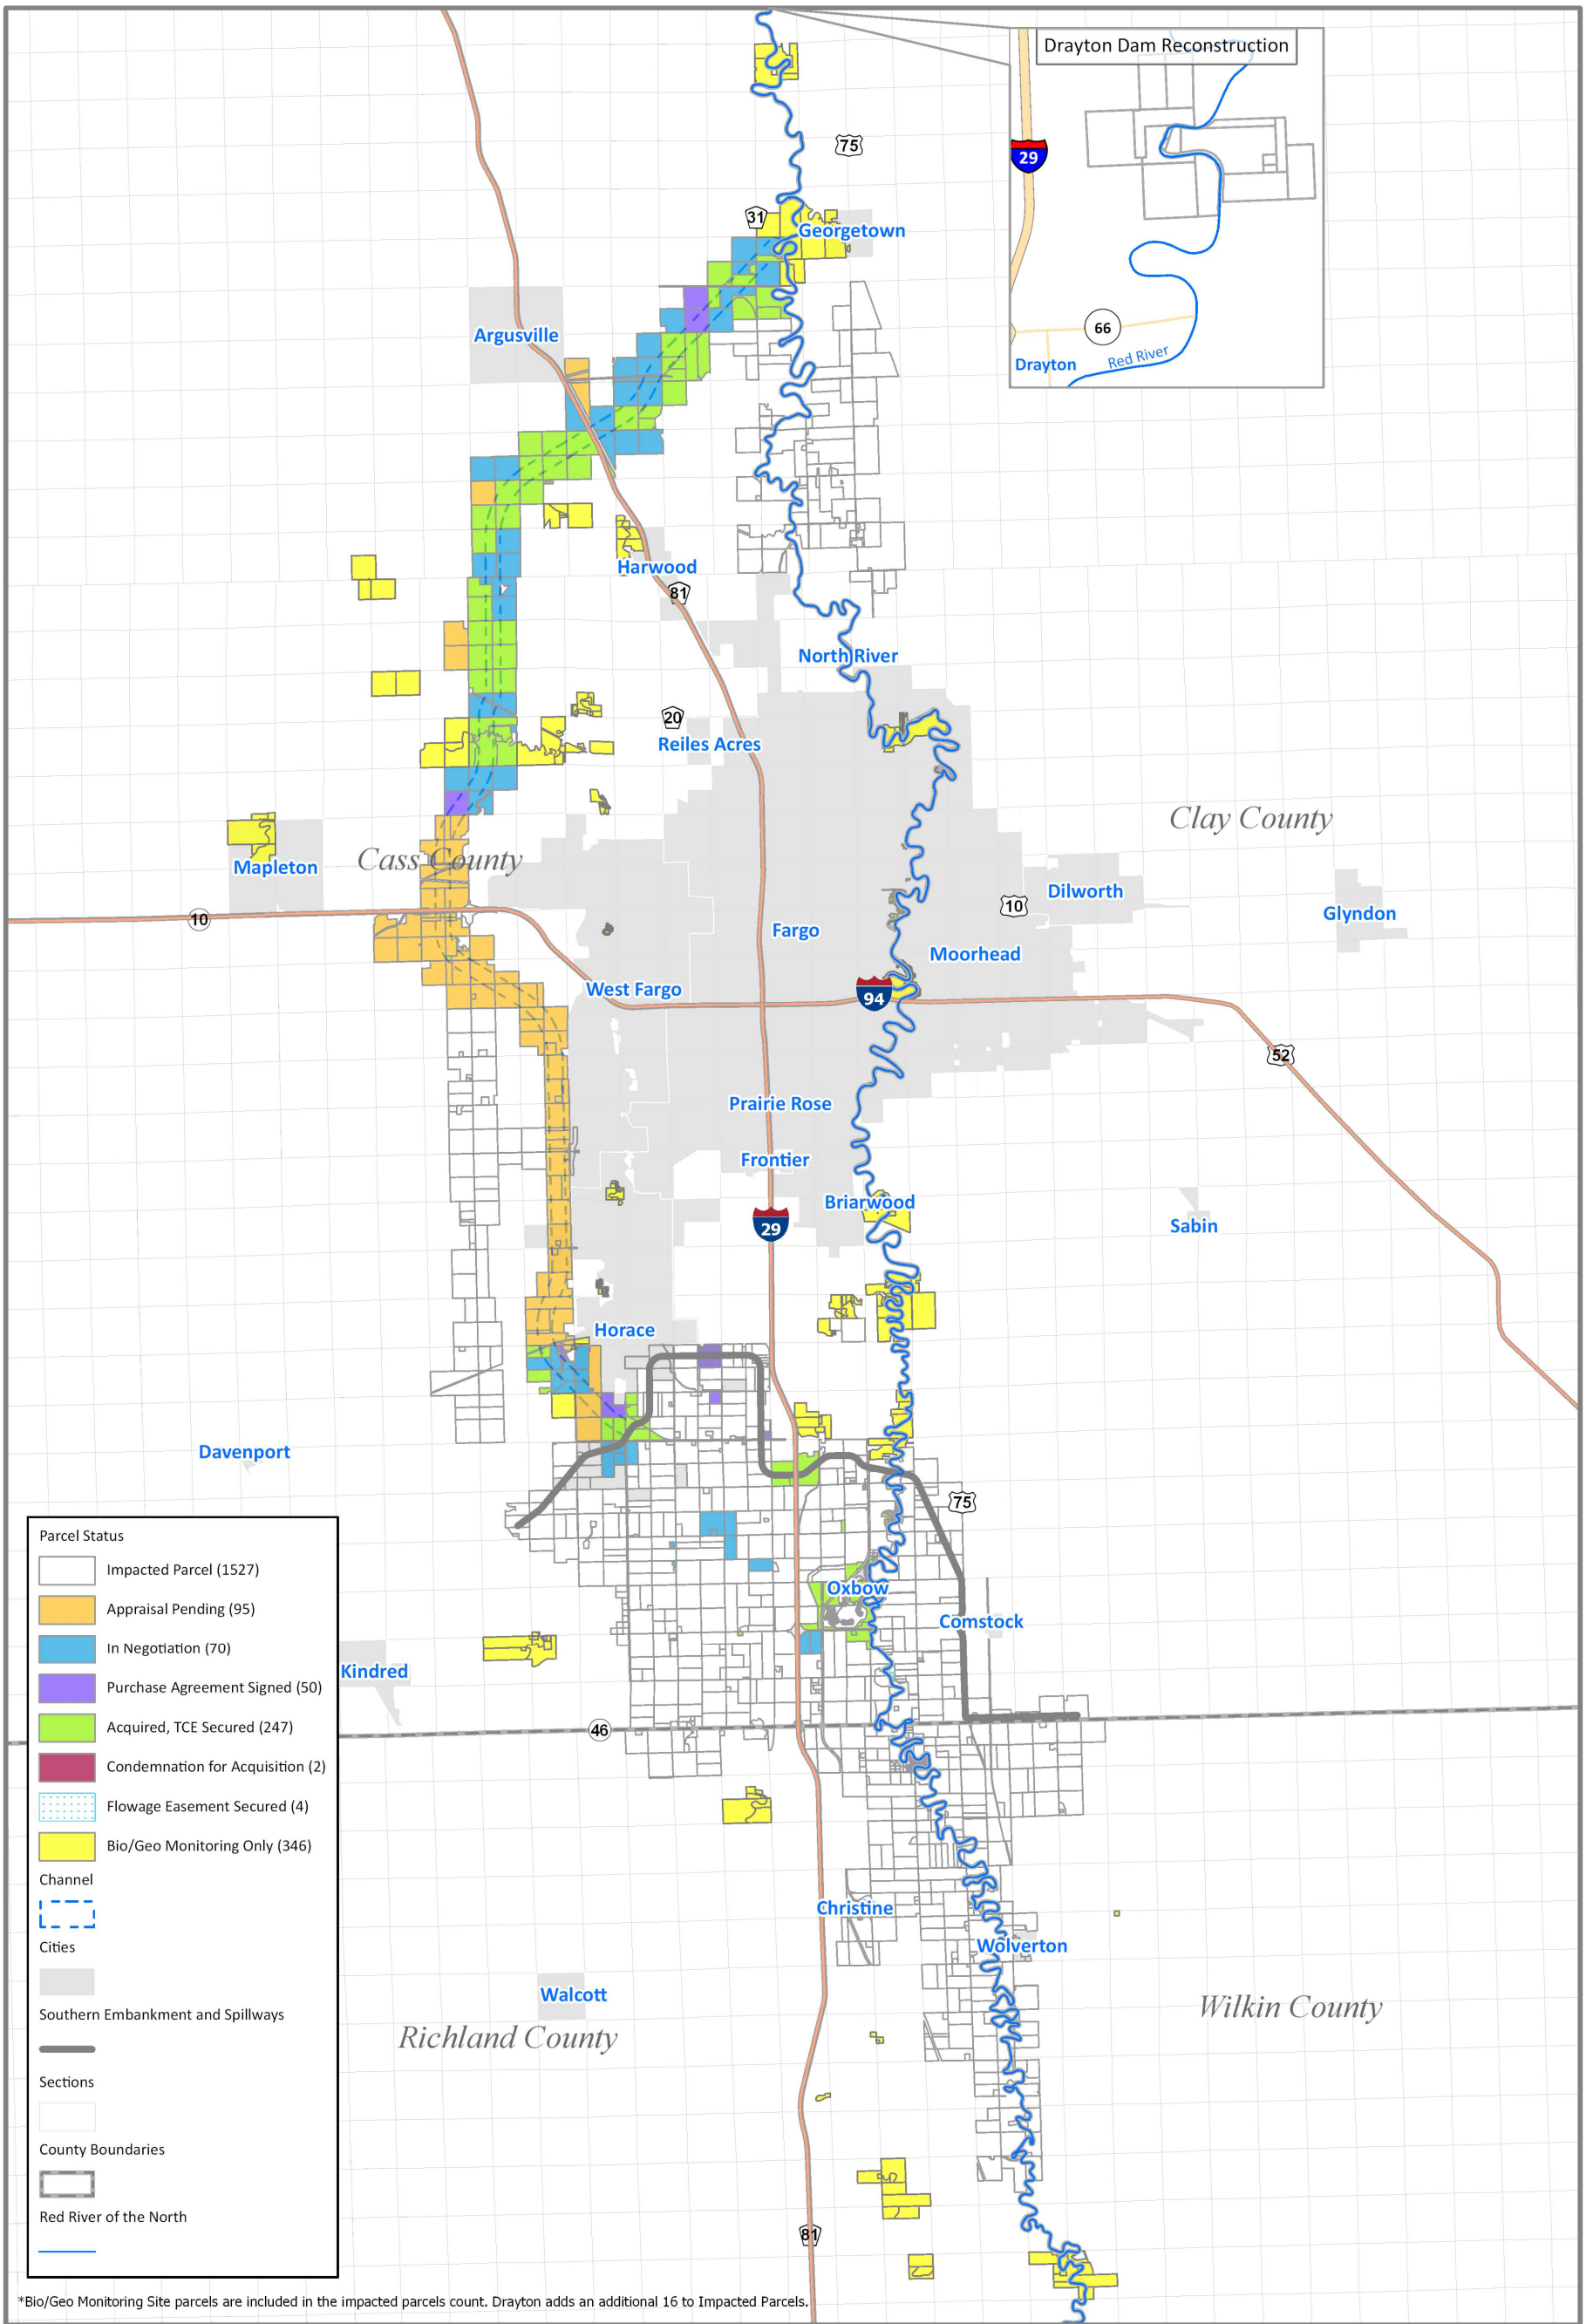 Drayton Dam Reconstruction
75
29
31
Georgetown
66
Argusville
Drayton
Red River
Harwood
81
North River
20
Reiles Acres
Clay County
Cass County
Mapleton
Dilworth
10
10
Glyndon
Fargo
Moorhead
West Fargo
94
52
Prairie Rose
Frontier
Briarwood
29
Sabin
Horace
Davenport
75
Oxbow
Comstock
Kindred
46
Christine
Wolverton
Walcott
Wilkin County
Richland County
81
Parcel Status
Impacted Parcel (1527)
Appraisal Pending (95)
In Negotiation (70)
Purchase Agreement Signed (50)
Acquired, TCE Secured (247)
Condemnation for Acquisition (2)
Flowage Easement Secured (4)
Bio/Geo Monitoring Only (346)
Channel
Cities
Southern Embankment and Spillways
Sections
County Boundaries
Red River of the North
*Bio/Geo Monitoring Site parcels are included in the impacted parcels count. Drayton adds an additional 16 to Impacted Parcels.